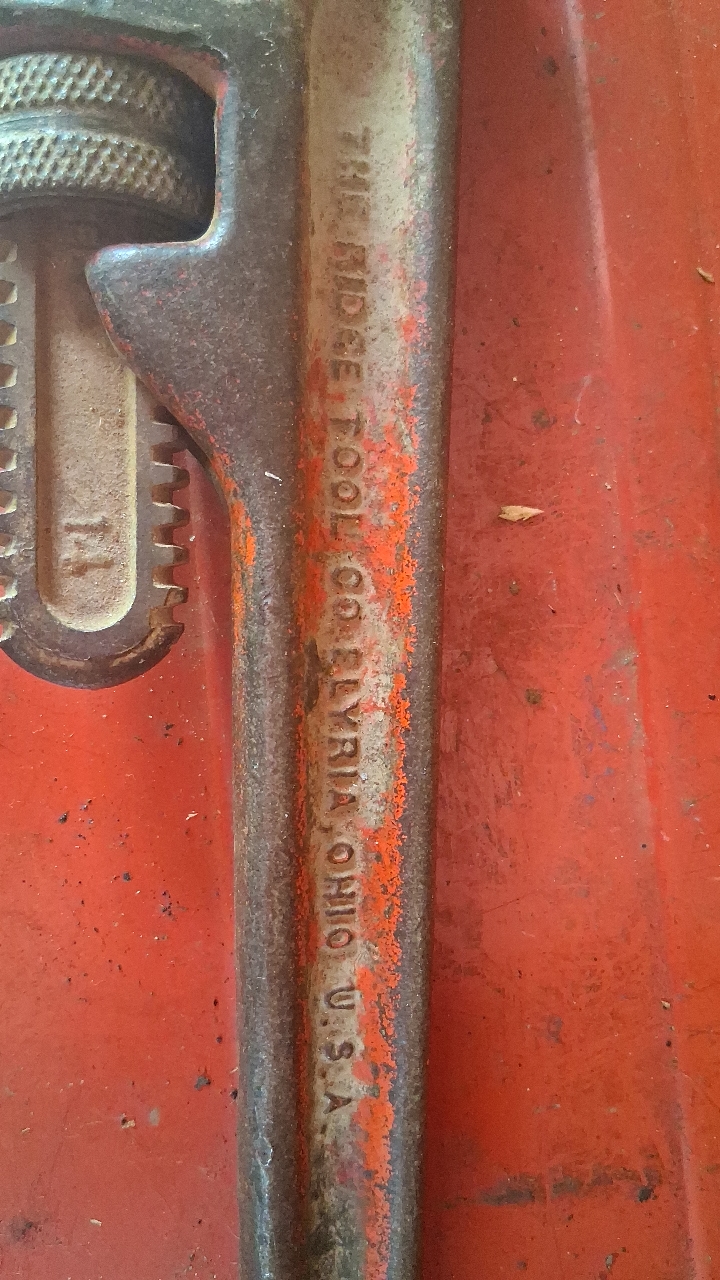 THE RIDGE TOOL CO. ELYRIA, OHIO U.S.A.
14